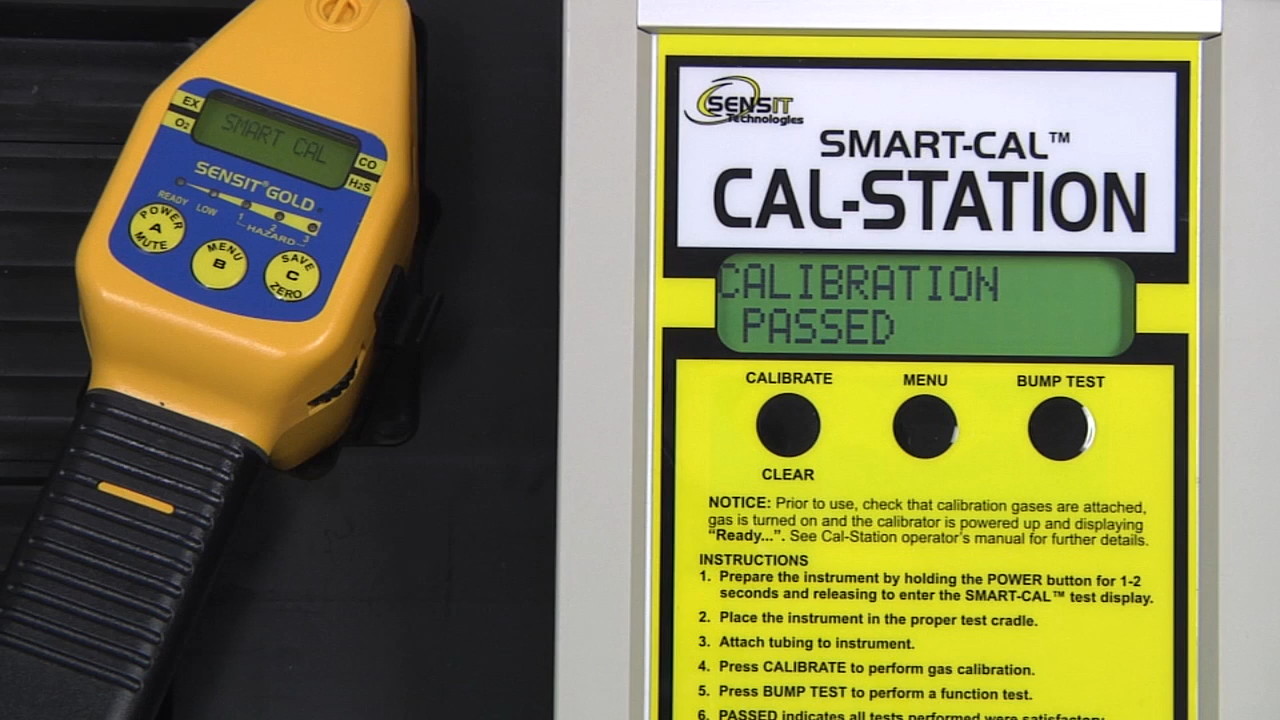 EX
O2
SMART CAL
CO
H2S
SENSIT® GOLD
READY LOW 1 2 3
HAZARD
POWER A MUTE
MENU B
SAVE C ZERO
SENSIT
Technologies
SMART-CAL™
CAL-STATION
CALIBRATION
PASSED
CALIBRATE MENU BUMP TEST
CLEAR
NOTICE: Prior to use, check that calibration gases are attached,
gas is turned on and the calibrator is powered up and displaying
“Ready...”. See Cal-Station operator's manual for further details.
INSTRUCTIONS
1. Prepare the instrument by holding the POWER button for 1-2
seconds and releasing to enter the SMART-CAL™ test display.
2. Place the instrument in the proper test cradle.
3. Attach tubing to instrument.
4. Press CALIBRATE to perform gas calibration.
5. Press BUMP TEST to perform a function test.
6. PASSED indicates all tests performed were satisfactory.